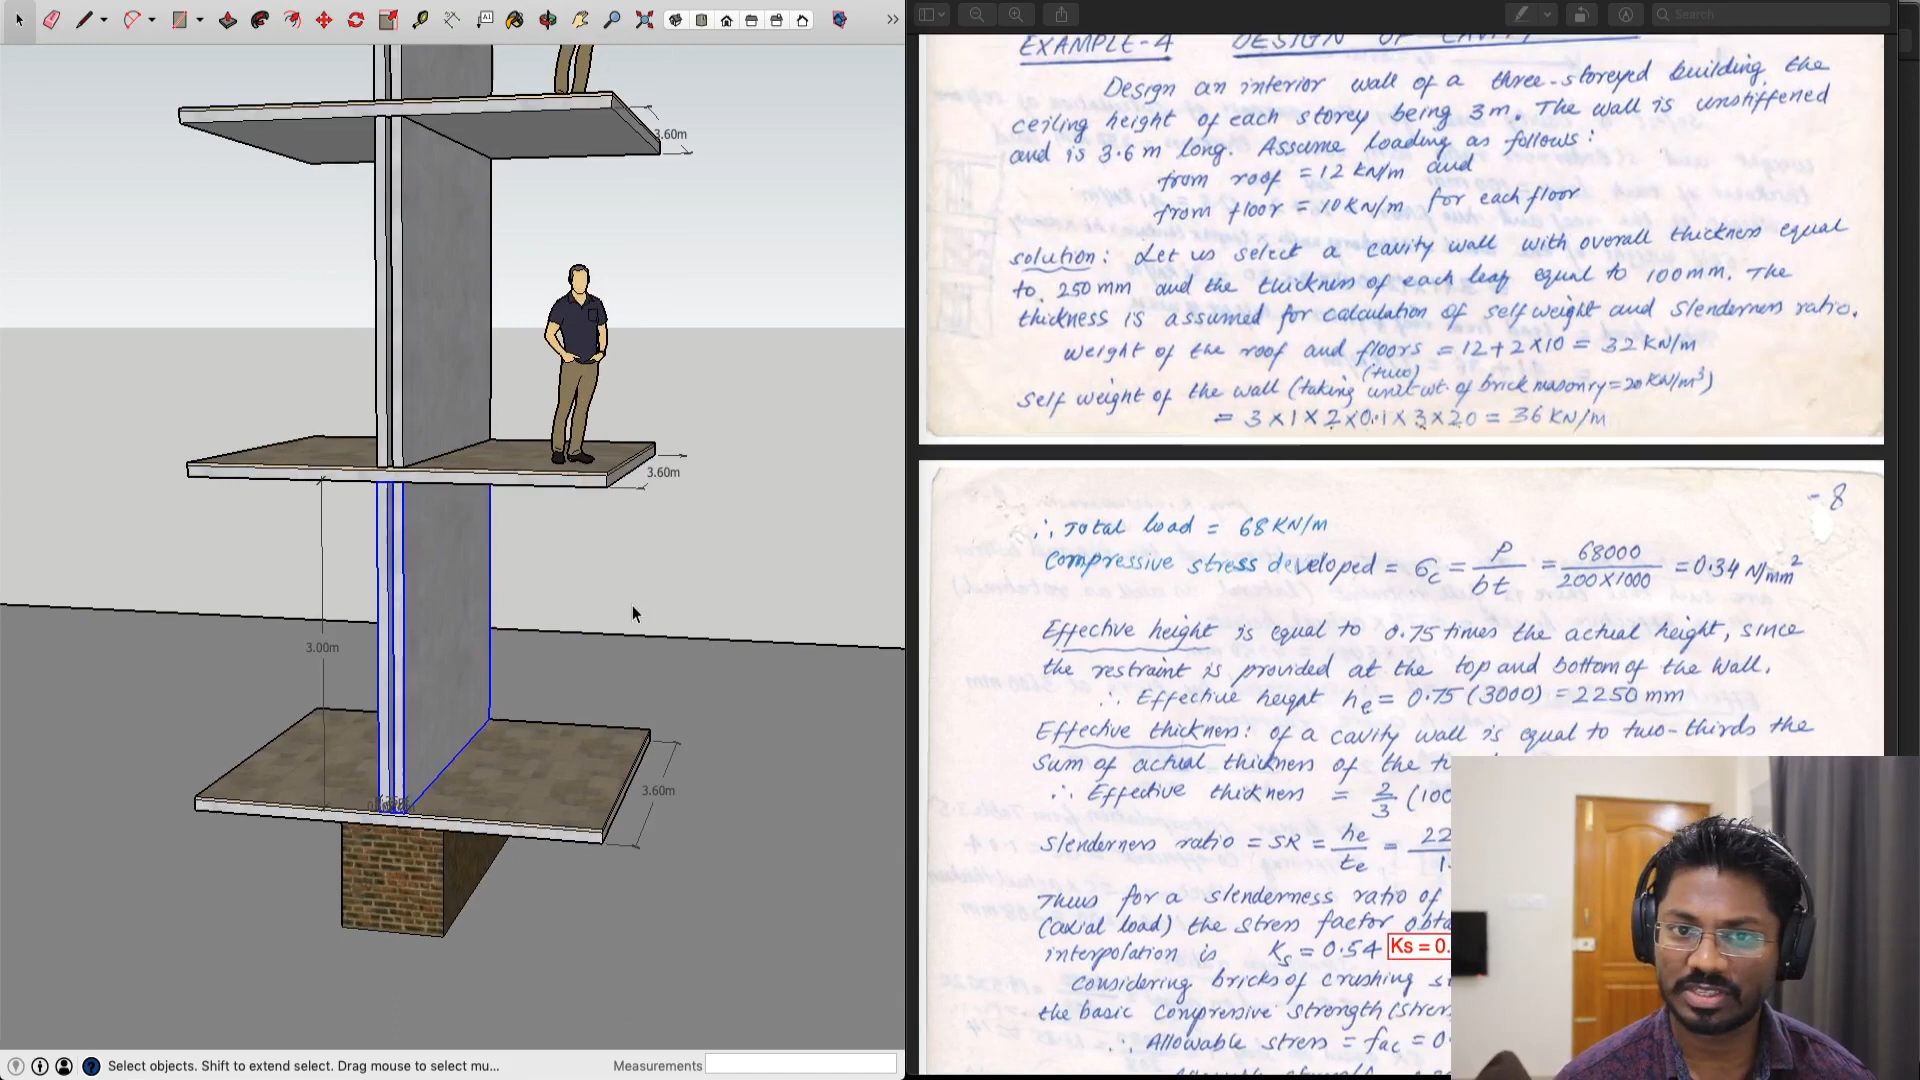 Search
EXAMPLE-4 DESIGN OF CAVITY
Design an interior wall of a three-storeyed building, the
ceiling height of each storey being 3m. The wall is unstiffened
and is 3.6 m long. Assume loading as follows:
from roof = 12 KN/m and
from floor = 10 KN/m for each floor
solution: Let us select a cavity wall with overall thickness equal
to 250 mm and the thickness of each leaf equal to 100mm. The
thickness is assumed for calculation of self weight and slenderness ratio.
Weight of the roof and floors = 12+2×10 = 32 KN/m
(two)
Self weight of the wall (taking unit wt. of brick masonry = 20 KN/m³)
= 3×1×2×0.1×3×20 = 36 KN/m
-8
∴ Total load = 68 KN/m
Compressive stress developed = σc = P/bt = 68000/200×1000 = 0.34 N/mm²
Effective height is equal to 0.75 times the actual height, since
the restraint is provided at the top and bottom of the wall.
∴ Effective height he = 0.75 (3000) = 2250 mm
Effective thickness: of a cavity wall is equal to two-thirds the
sum of actual thickness of the
∴ Effective thickness = 2/3 (100
Slenderness ratio = SR = he/te = 22
Thus for a slenderness ratio of
(axial load) the stress factor obta
interpolation is Ks = 0.54 Ks = 0.
Considering bricks of crushing s
the basic compressive strength (stres
∴ Allowable stress = fac = 0.
3.60m
3.60m
3.00m
3.60m
Select objects. Shift to extend select. Drag mouse to select mu...
Measurements